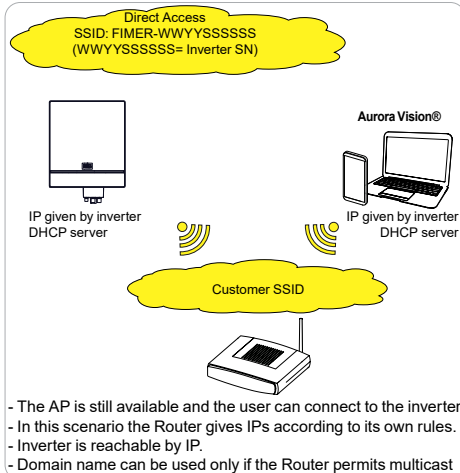 Direct Access
SSID: FIMER-WWYYSSSSSS
(WWYYSSSSSS= Inverter SN)
Aurora Vision®
IP given by inverter
DHCP server
IP given by inverter
DHCP server
Customer SSID
- The AP is still available and the user can connect to the inverter
- In this scenario the Router gives IPs according to its own rules.
- Inverter is reachable by IP.
- Domain name can be used only if the Router permits multicast